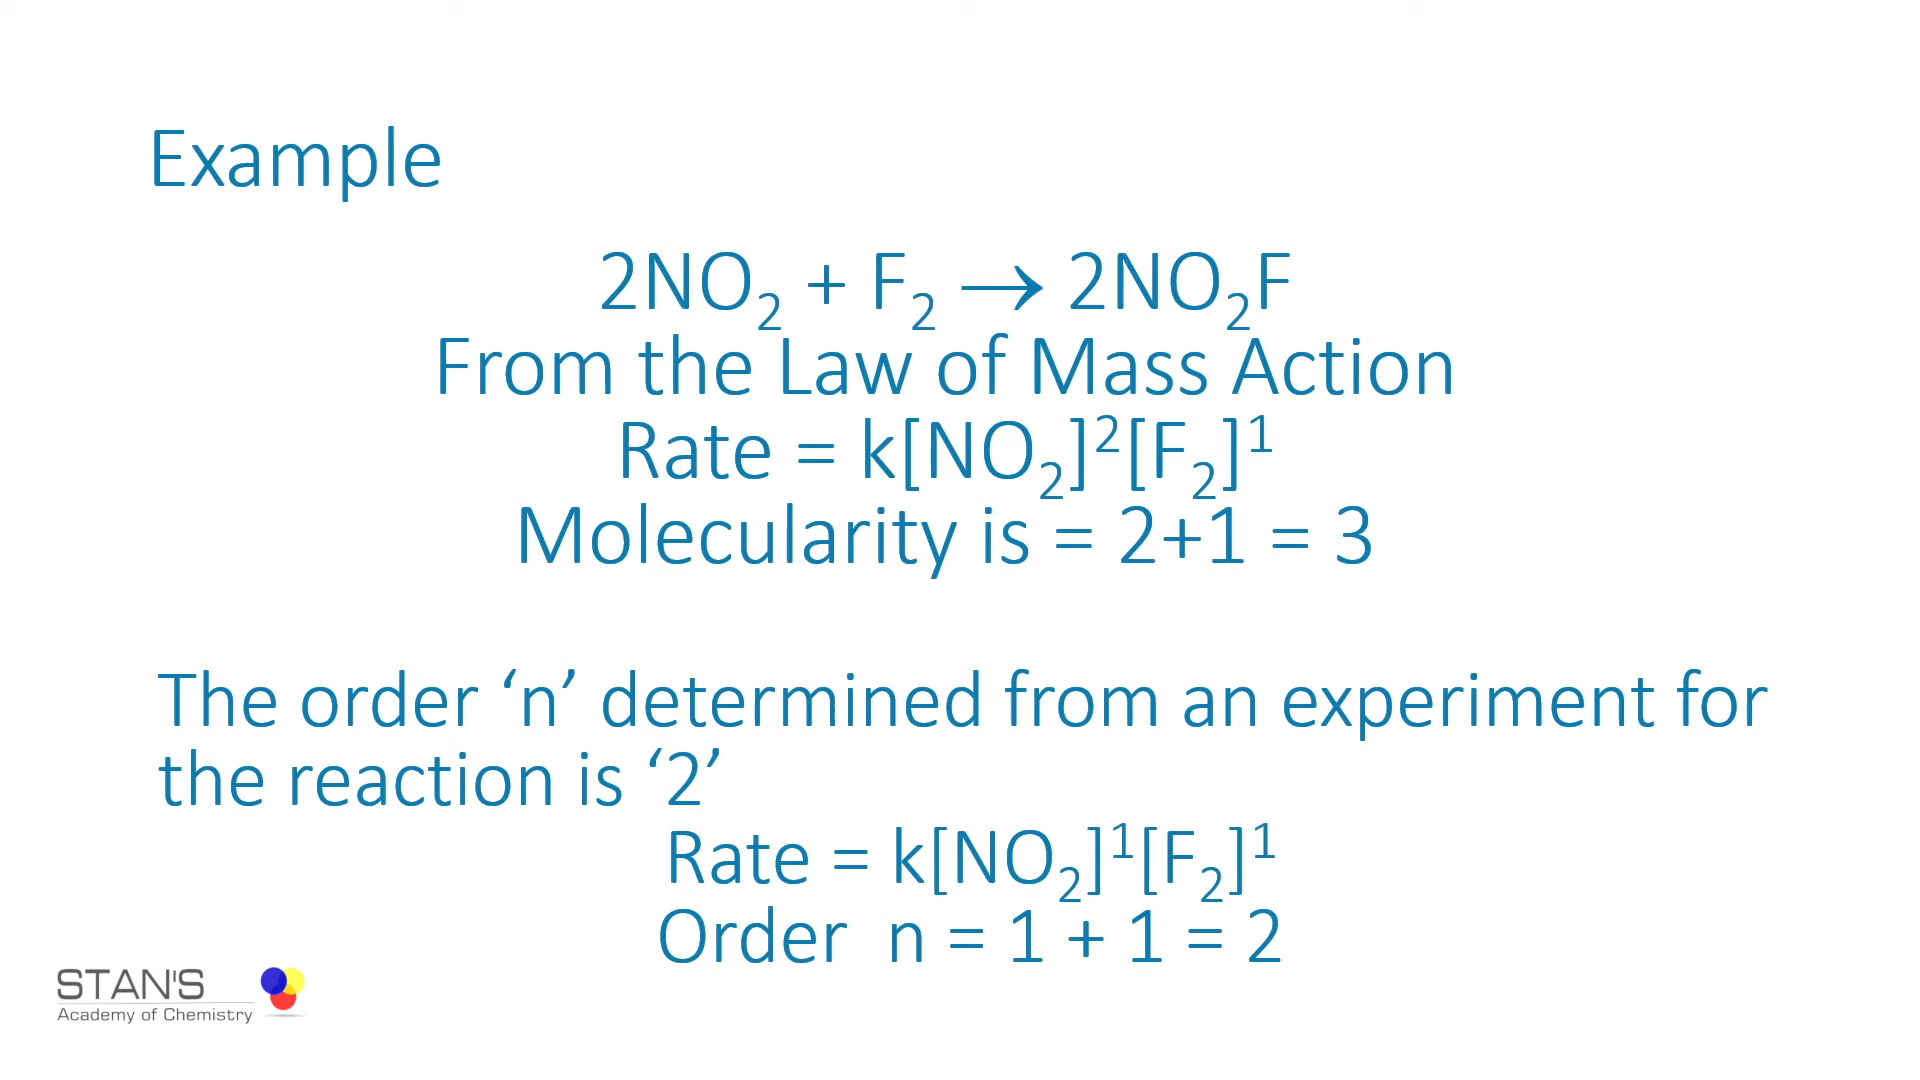 Example
2NO₂ + F₂ → 2NO₂F
From the Law of Mass Action
Rate = k[NO₂]²[F₂]¹
Molecularity is = 2+1 = 3
The order ‘n’ determined from an experiment for
the reaction is ‘2’
Rate = k[NO₂]¹[F₂]¹
Order n = 1 + 1 = 2
STAN'S
Academy of Chemistry